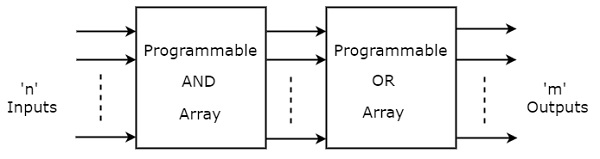 'n'
Inputs
Programmable
AND
Array
Programmable
OR
Array
'm'
Outputs